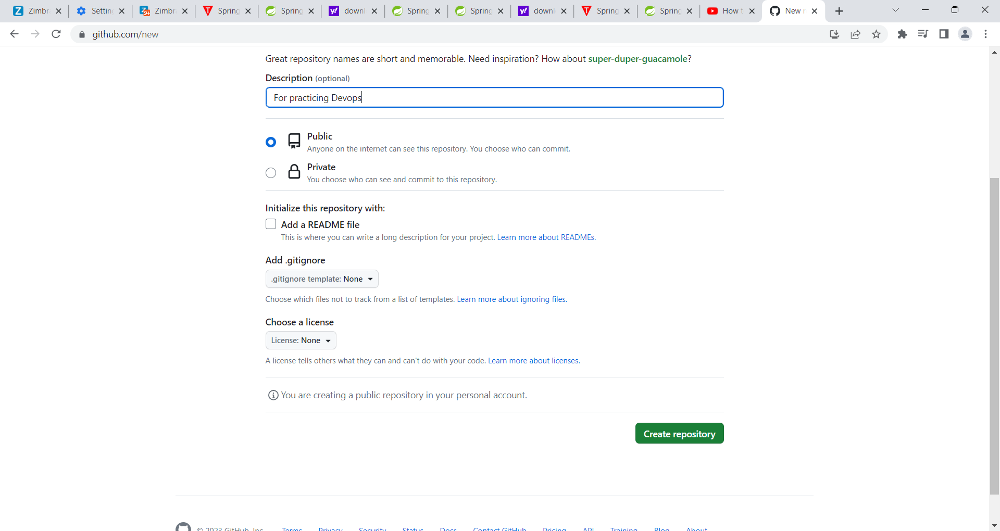 Zimbr Settin Zimbr Spring Spring downl Spring Spring downl Spring Spring How t New r
github.com/new
Great repository names are short and memorable. Need inspiration? How about super-duper-guacamole?
Description (optional)
For practicing Devops
Public
Anyone on the internet can see this repository. You choose who can commit.
Private
You choose who can see and commit to this repository.
Initialize this repository with:
Add a README file
This is where you can write a long description for your project. Learn more about READMEs.
Add .gitignore
.gitignore template: None
Choose which files not to track from a list of templates. Learn more about ignoring files.
Choose a license
License: None
A license tells others what they can and can't do with your code. Learn more about licenses.
You are creating a public repository in your personal account.
Create repository
© 2023 GitHub, Inc. Terms Privacy Security Status Docs Contact GitHub Pricing API Training Blog About